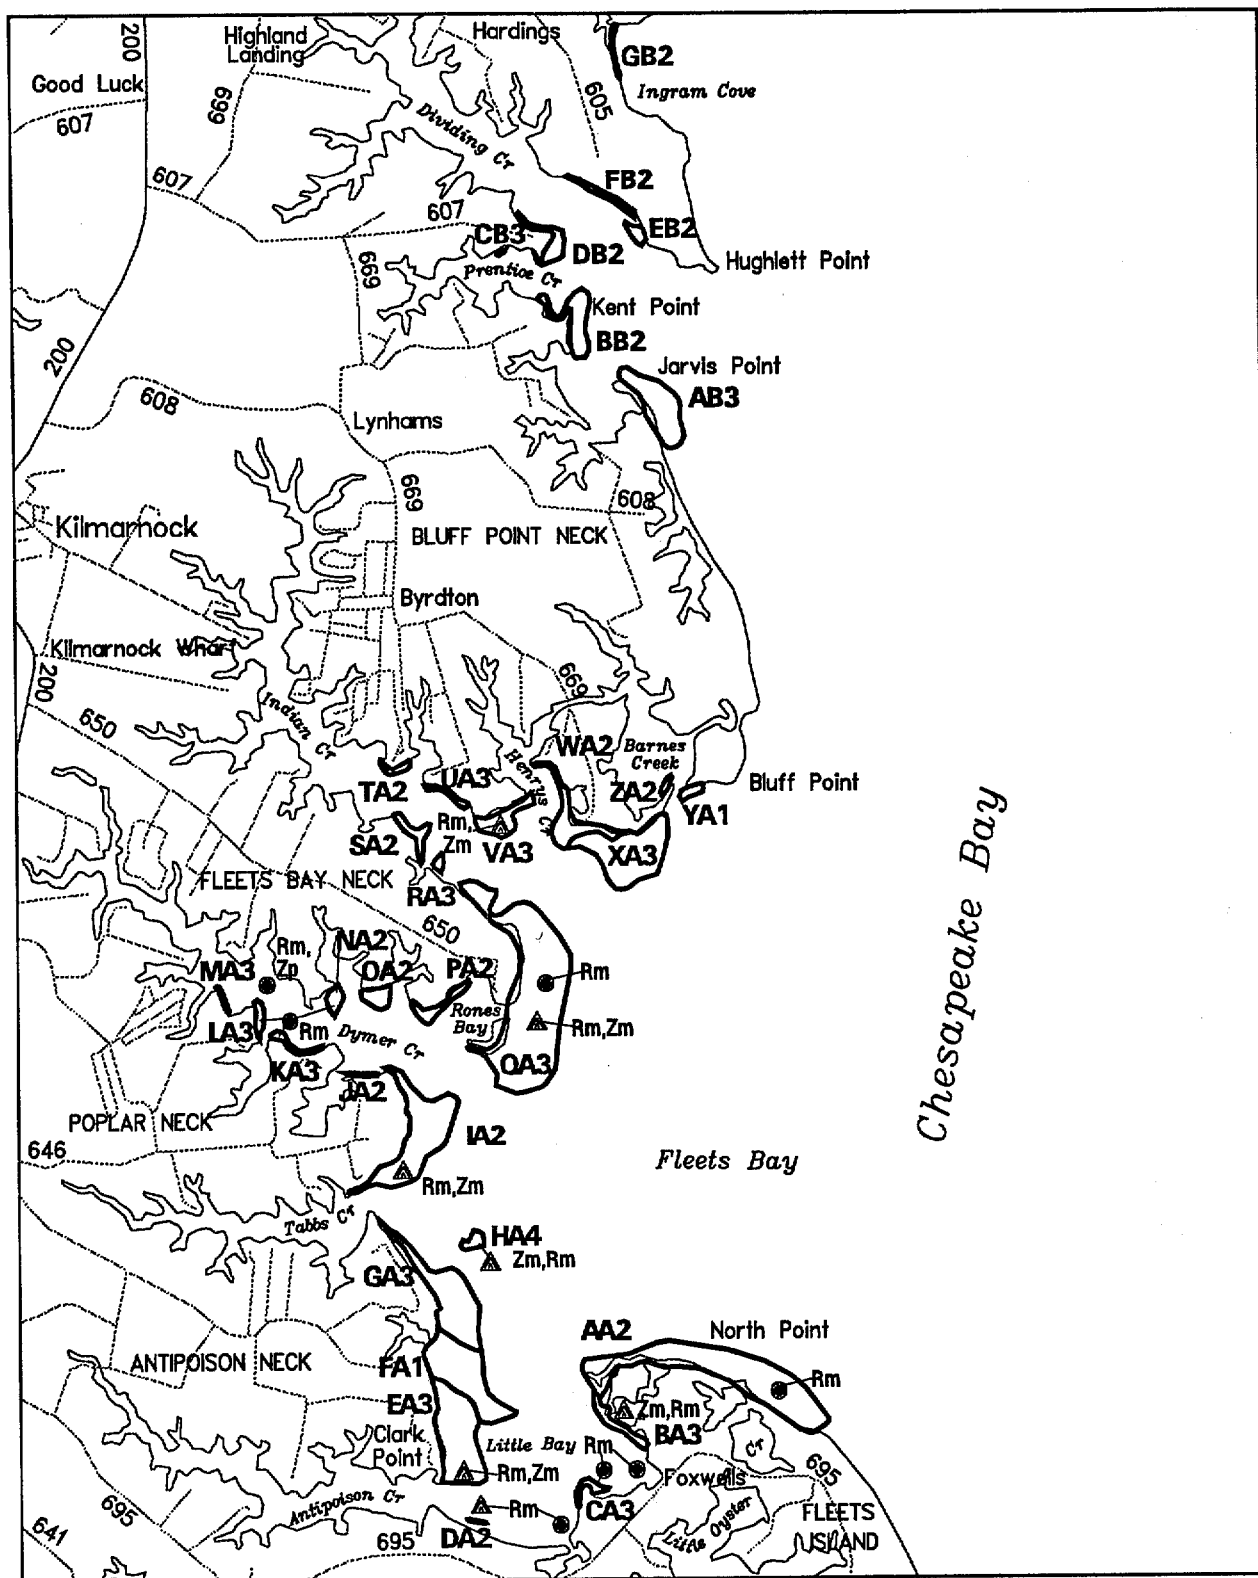 Highland
Landing
Hardings
200
GB2
Good Luck
Ingram Cove
699
605
607
Dividing Cr
607
FB2
607
CB3
EB2
DB2
669
Prentice Cr
Hughlett Point
Kent Point
BB2
200
Jarvis Point
AB3
608
Lynhams
669
608
Kilmarnock
BLUFF POINT NECK
Byrdton
Kilmarnock Wharf
200
650
Indian Cr
669
WA2
Barnes
Creek
Henrys Cr
TA2
UA3
ZA2
Bluff Point
YA1
Rm,
Zm
SA2
VA3
XA3
FLEETS BAY NECK
RA3
650
Chesapeake Bay
NA2
Rm,
Zp
MA3
OA2
PA2
Rm
Rones
Bay
LA3
Rm
Dymer Cr
Rm,Zm
KA3
QA3
JA2
POPLAR NECK
IA2
646
Fleets Bay
Rm,Zm
Tabbs Cr
HA4
Zm,Rm
GA3
AA2
North Point
ANTIPOISON NECK
FA1
Rm
EA3
Zm,Rm
Clark
Point
BA3
Little Bay
Rm
Cr
Rm,Zm
Foxwells
695
Antipoison Cr
Rm
CA3
695
641
DA2
695
Little Oyster
FLEETS
ISLAND